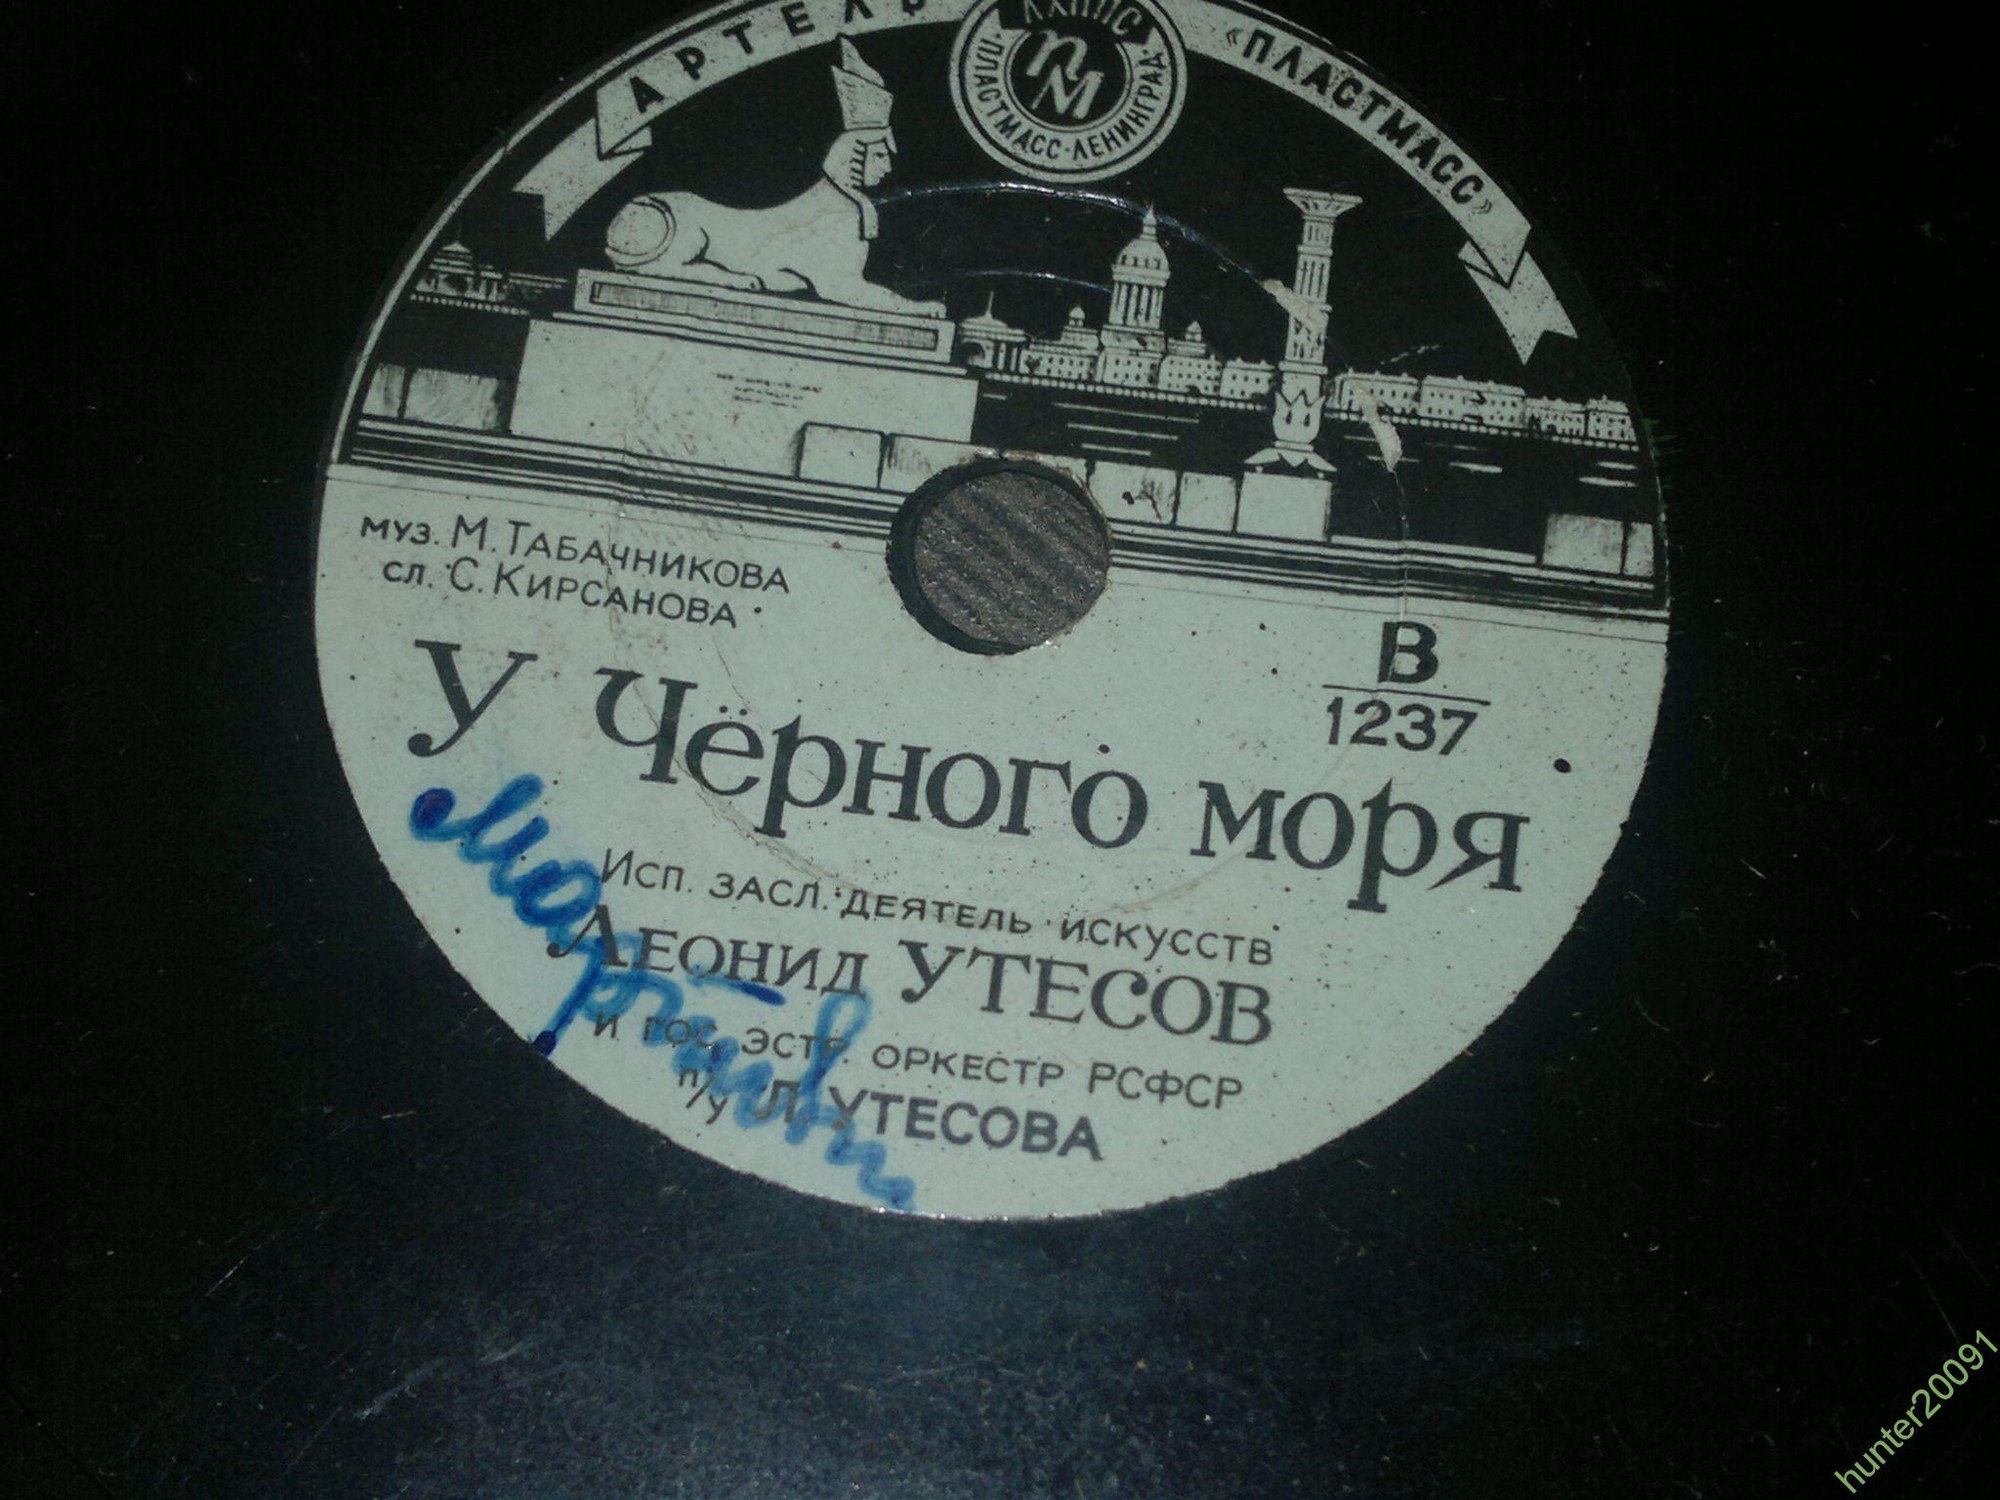 АРТЕЛЬ «ПЛАСТМАСС»
ЛХППС
ПМ
ПЛАСТМАСС·ЛЕНИНГРАД·
муз. М. ТАБАЧНИКОВА
сл. С. КИРСАНОВА
В
1237
У Чёрного моря
Исп. засл. деятель искусств
ЛЕОНИД УТЕСОВ
и гос. эстр. оркестр РСФСР
п/у Л. УТЕСОВА
hunter20091